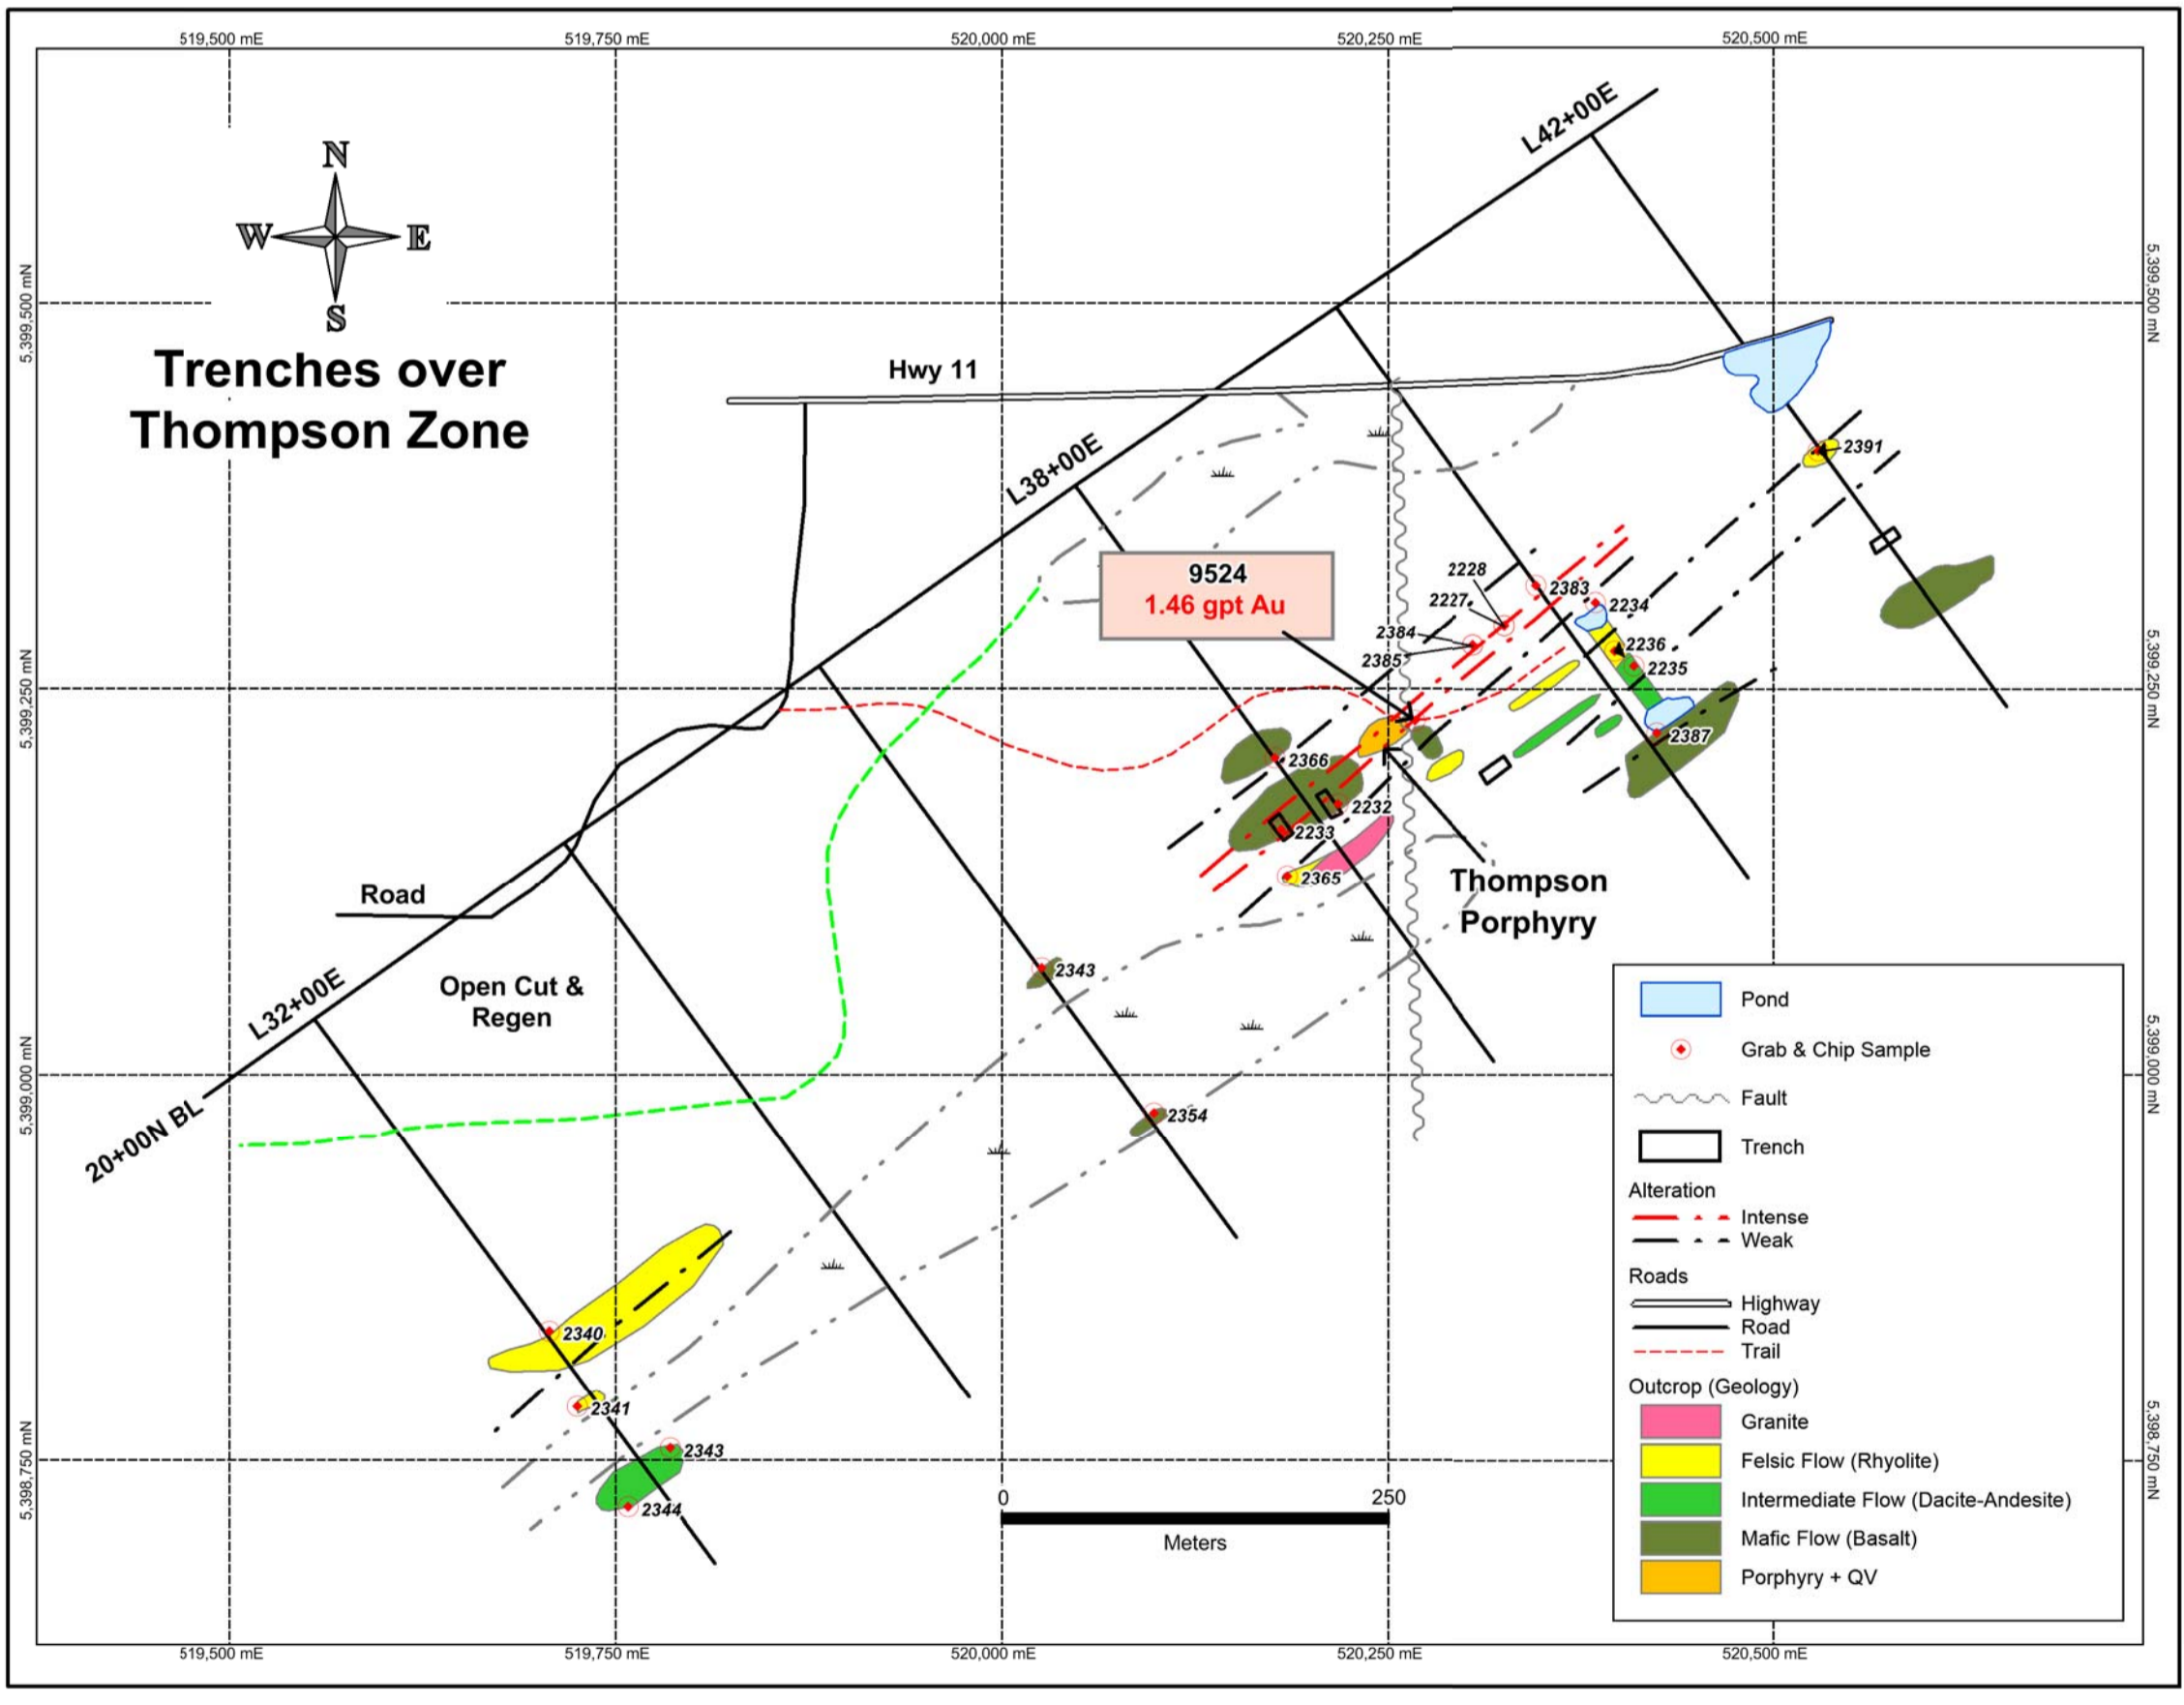 519,500 mE
519,750 mE
520,000 mE
520,250 mE
520,500 mE
N
W
E
S
Trenches over
Thompson Zone
5,399,500 mN
5,399,500 mN
L42+00E
Hwy 11
L38+00E
2391
9524
1.46 gpt Au
2228
2227
2383
2234
2384
2385
2236
2235
5,399,250 mN
5,399,250 mN
2387
2366
2232
2233
2365
Thompson
Porphyry
Road
2343
Open Cut &
Regen
L32+00E
20+00N BL
5,399,000 mN
5,399,000 mN
2354
2340
2341
2343
2344
5,398,750 mN
5,398,750 mN
0
250
Meters
Pond
Grab & Chip Sample
Fault
Trench
Alteration
Intense
Weak
Roads
Highway
Road
Trail
Outcrop (Geology)
Granite
Felsic Flow (Rhyolite)
Intermediate Flow (Dacite-Andesite)
Mafic Flow (Basalt)
Porphyry + QV
519,500 mE
519,750 mE
520,000 mE
520,250 mE
520,500 mE